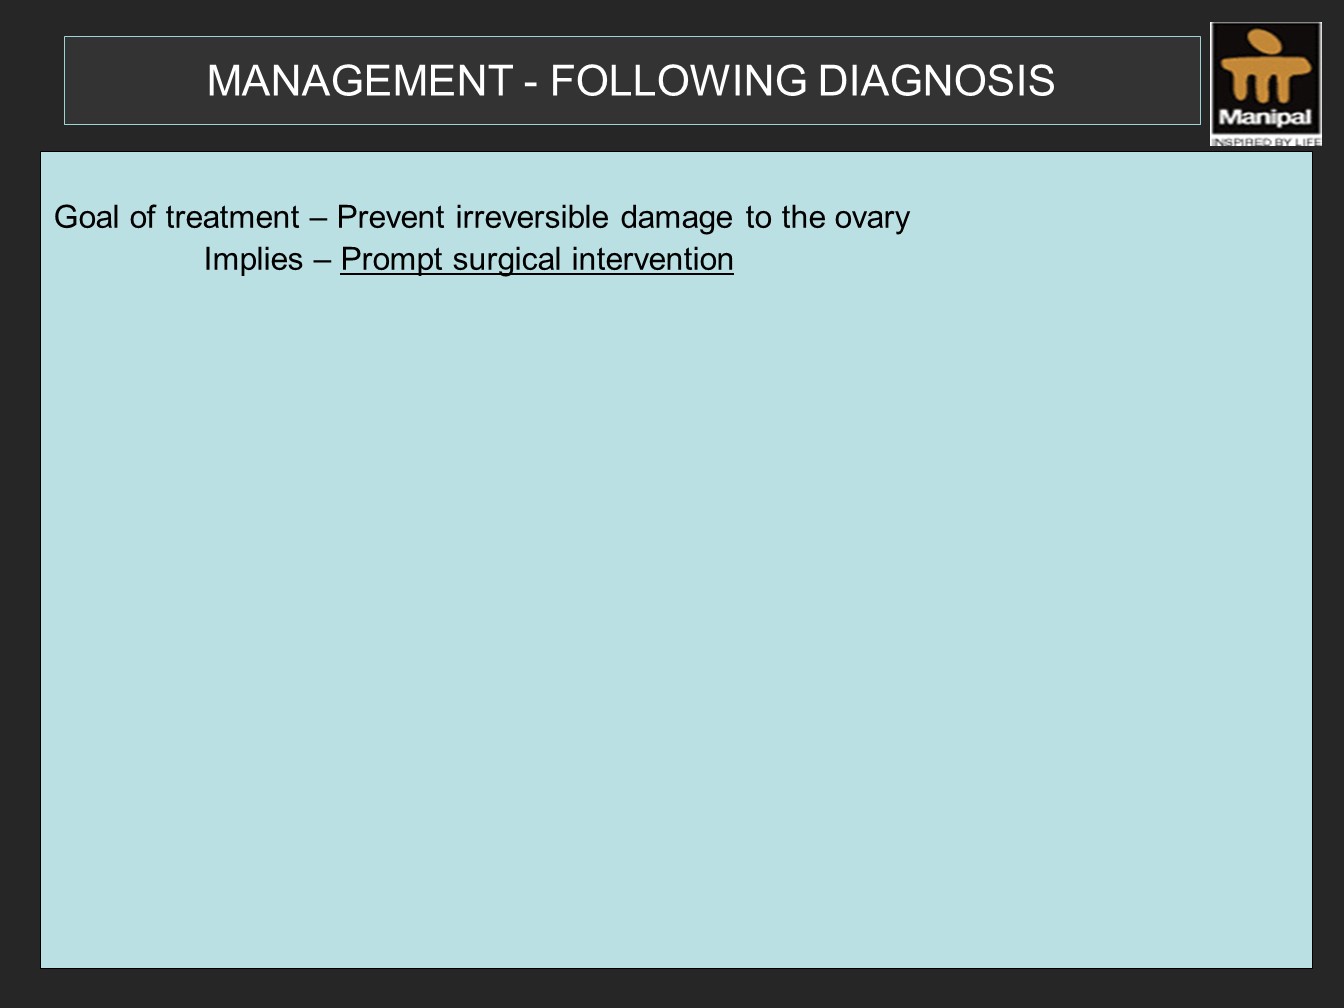 MANAGEMENT - FOLLOWING DIAGNOSIS
Manipal
INSPIRED BY LIFE
Goal of treatment – Prevent irreversible damage to the ovary
Implies – Prompt surgical intervention